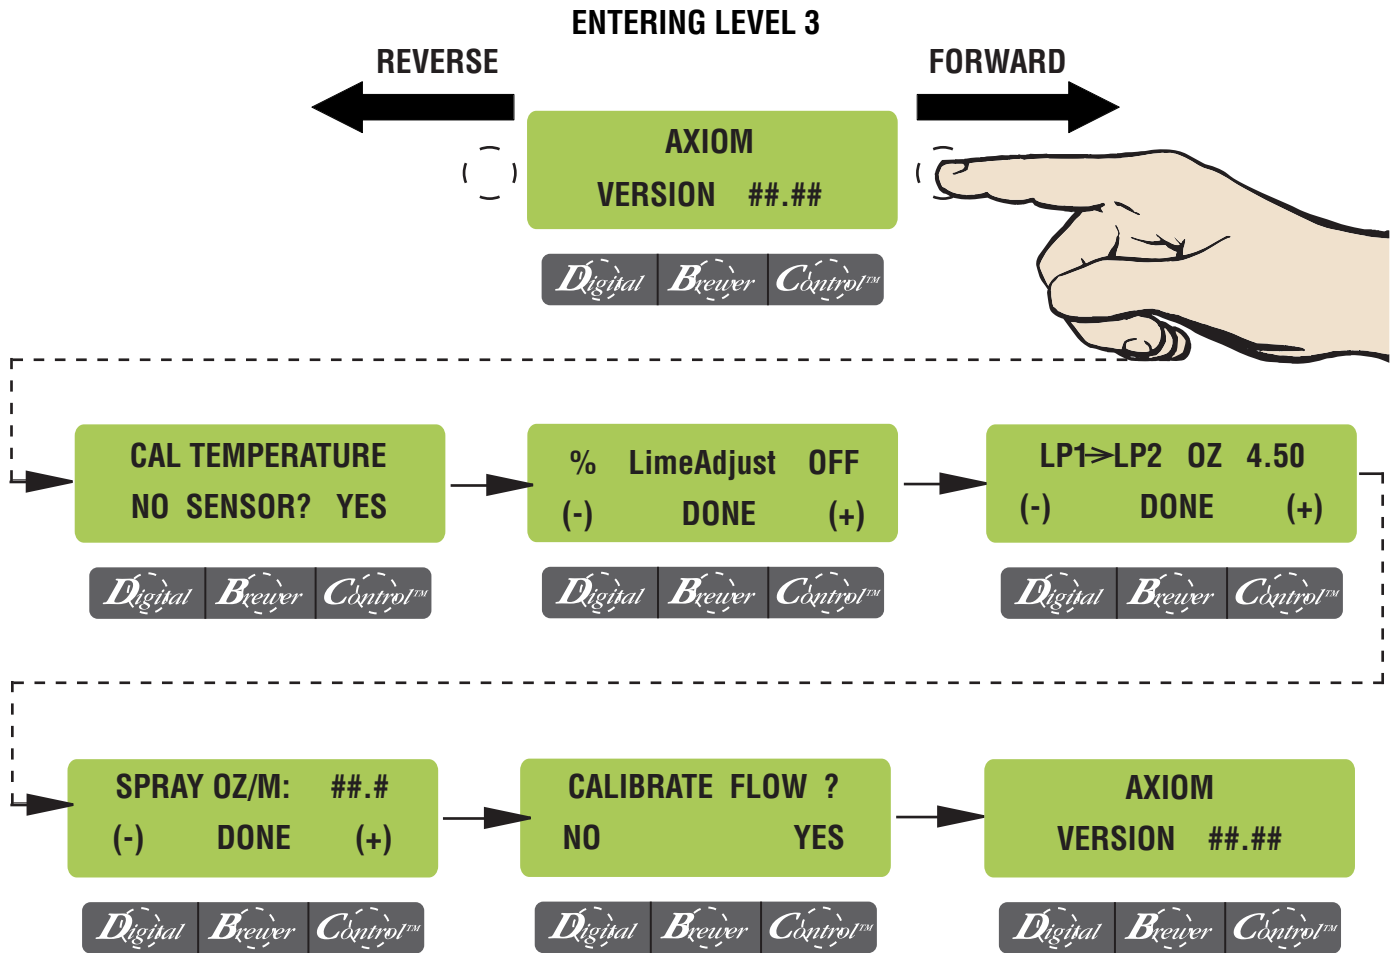 ENTERING LEVEL 3
REVERSE
FORWARD
AXIOM
VERSION ##.##
Digital Brewer Control™
CAL TEMPERATURE
NO SENSOR? YES
Digital Brewer Control™
% LimeAdjust OFF
(-) DONE (+)
Digital Brewer Control™
LP1->LP2 OZ 4.50
(-) DONE (+)
Digital Brewer Control™
SPRAY OZ/M: ##.#
(-) DONE (+)
Digital Brewer Control™
CALIBRATE FLOW ?
NO YES
Digital Brewer Control™
AXIOM
VERSION ##.##
Digital Brewer Control™